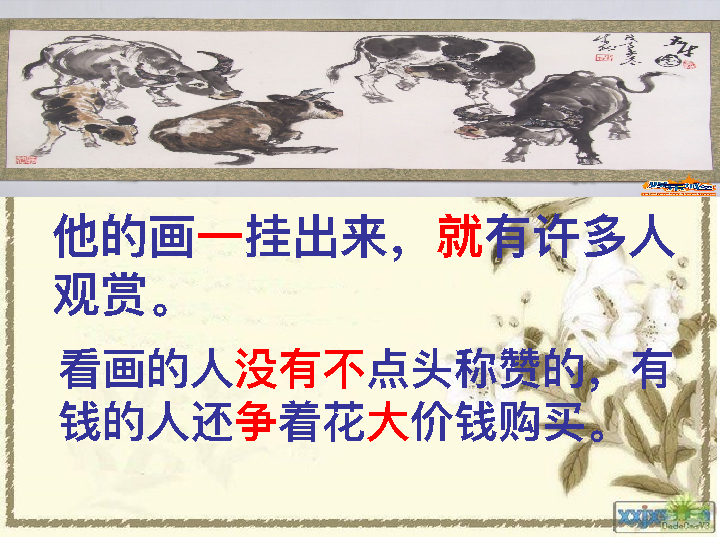 他的画一挂出来，就有许多人
观赏。
看画的人没有不点头称赞的，有
钱的人还争着花大价钱购买。
DedeCmsV3